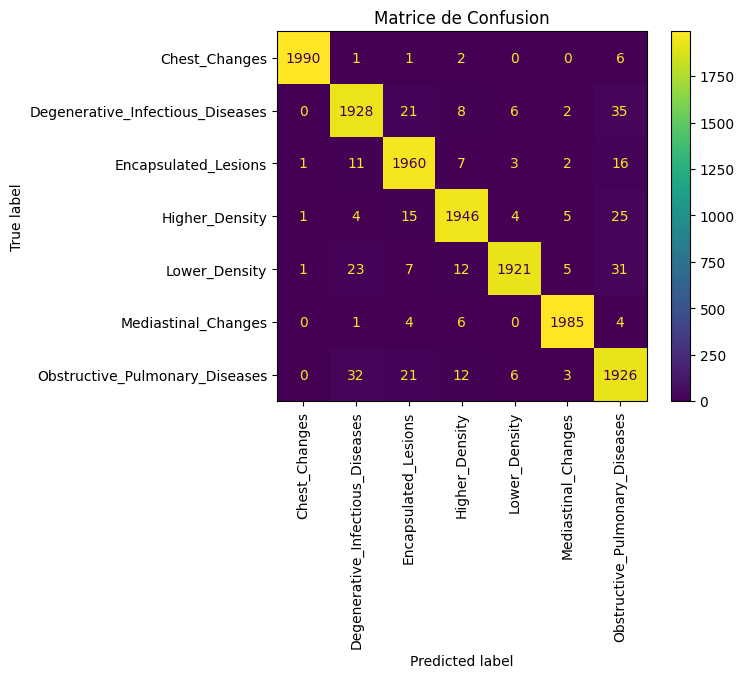 Matrice de Confusion
True label
Chest_Changes 1990 1 1 2 0 0 6
Degenerative_Infectious_Diseases 0 1928 21 8 6 2 35
Encapsulated_Lesions 1 11 1960 7 3 2 16
Higher_Density 1 4 15 1946 4 5 25
Lower_Density 1 23 7 12 1921 5 31
Mediastinal_Changes 0 1 4 6 0 1985 4
Obstructive_Pulmonary_Diseases 0 32 21 12 6 3 1926
Chest_Changes
Degenerative_Infectious_Diseases
Encapsulated_Lesions
Higher_Density
Lower_Density
Mediastinal_Changes
Obstructive_Pulmonary_Diseases
Predicted label
1750
1500
1250
1000
750
500
250
0